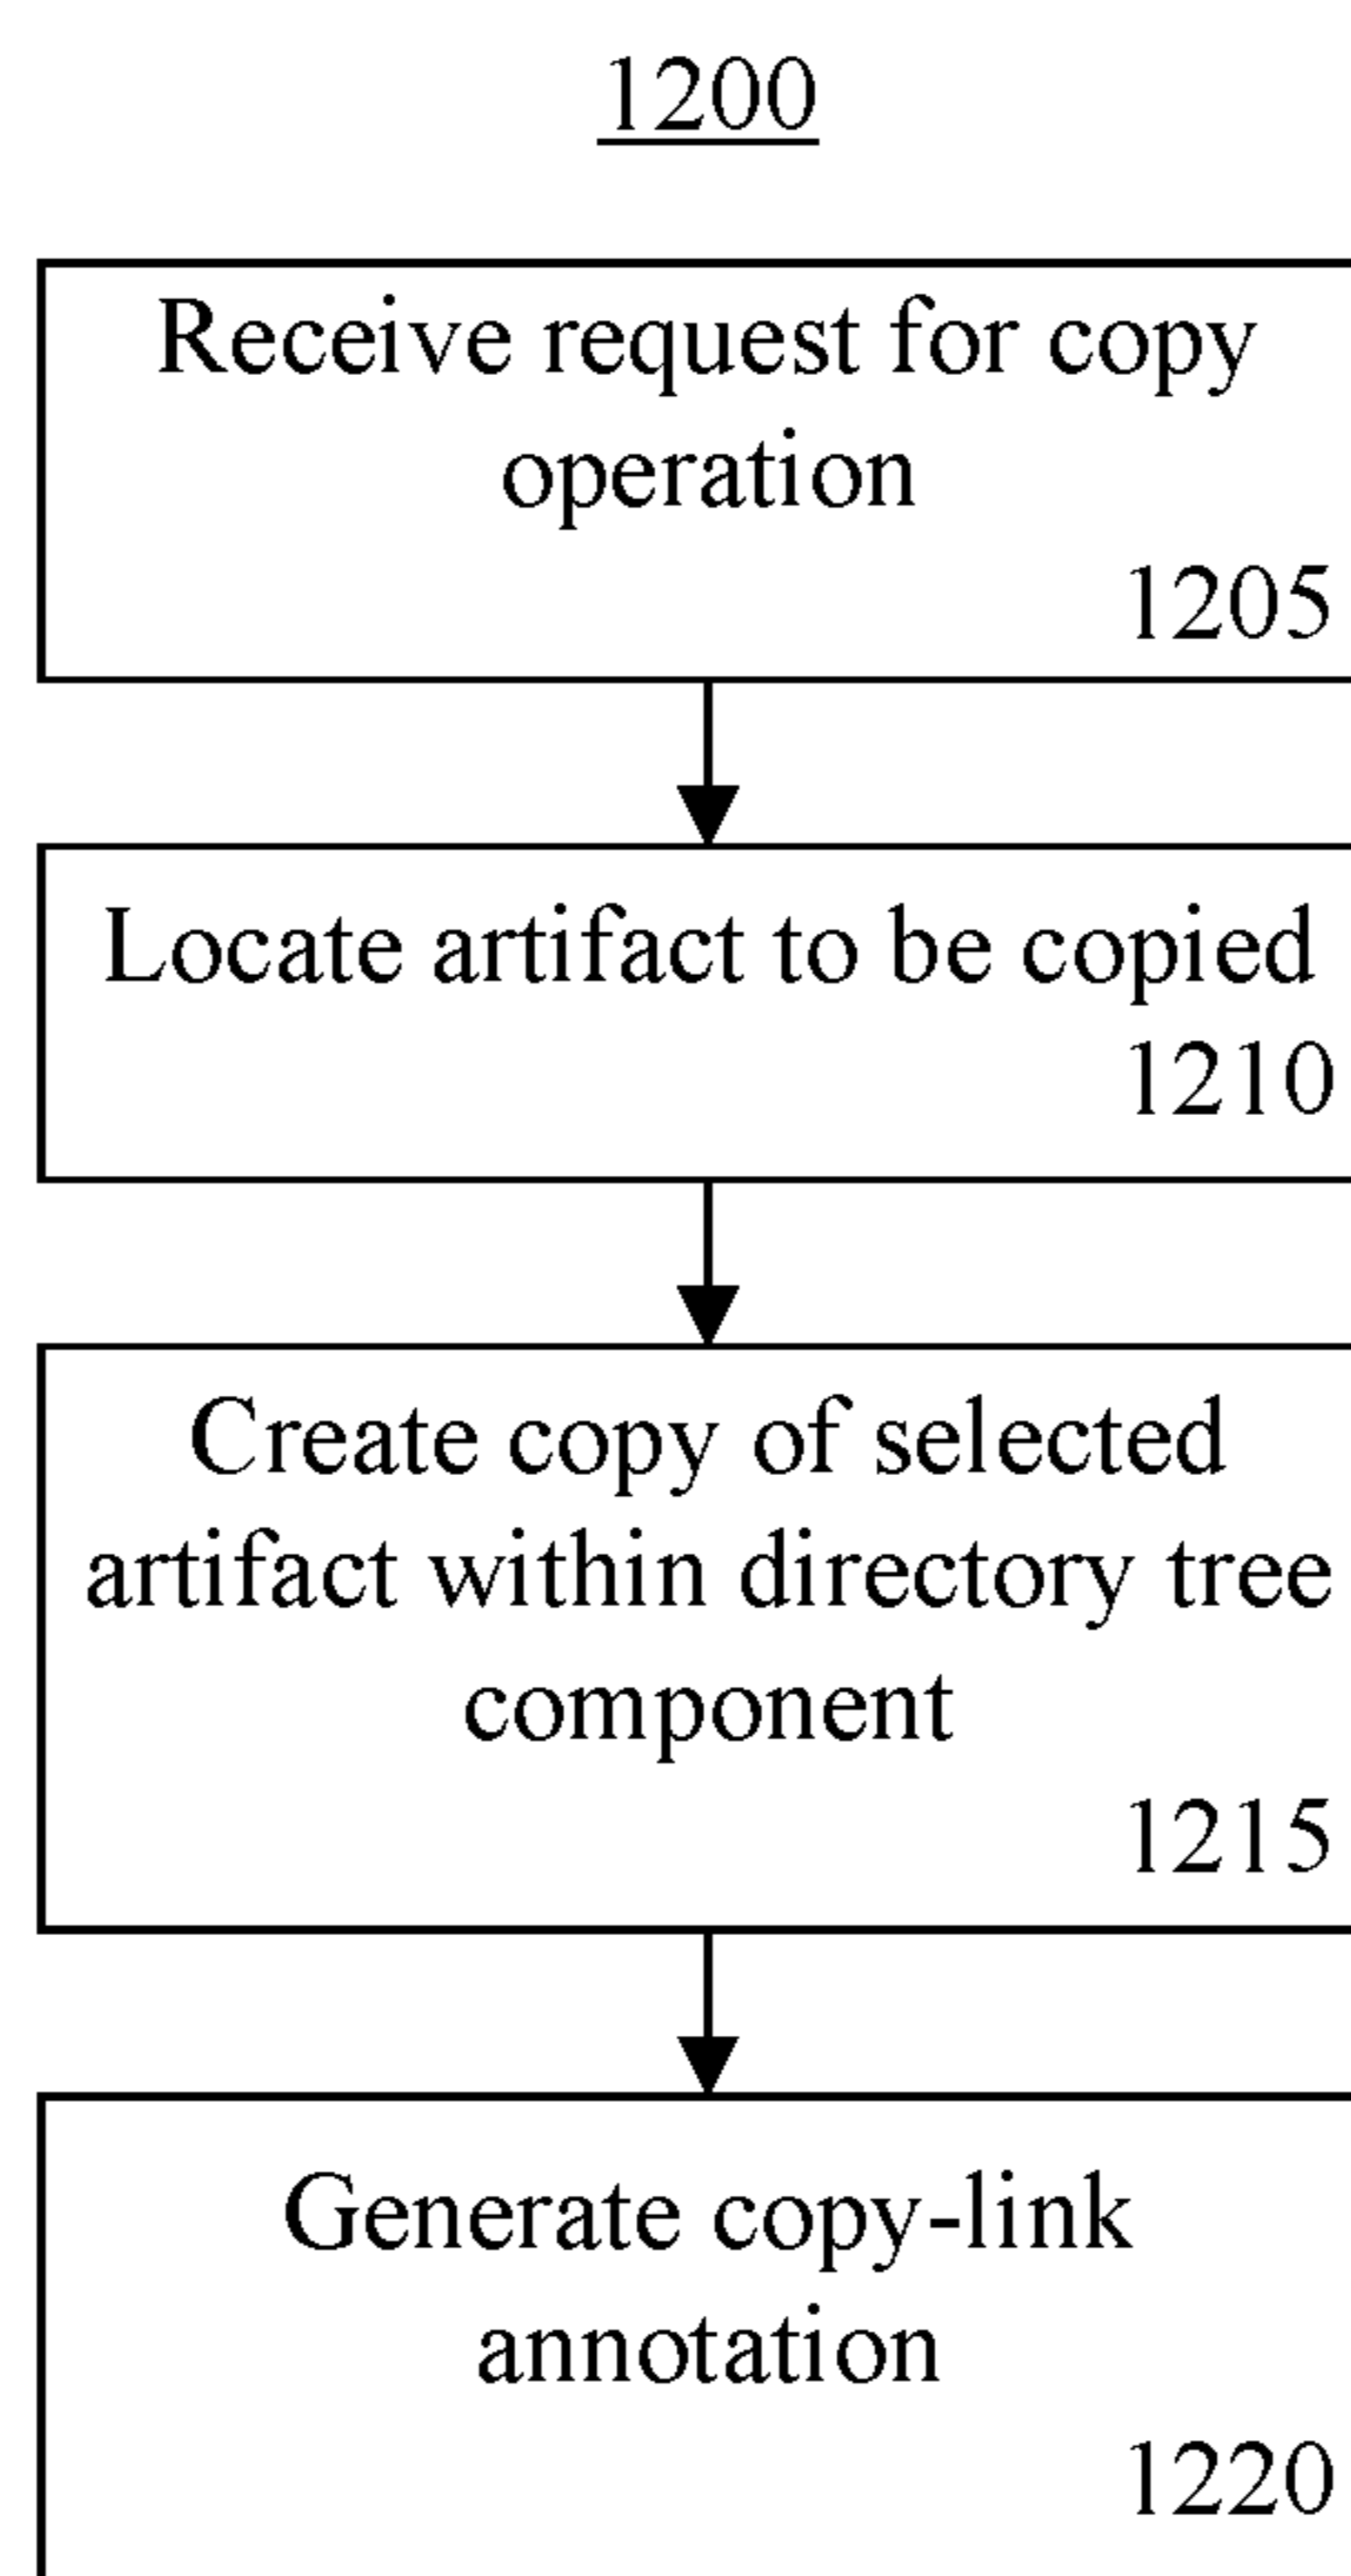 1200
Receive request for copy
operation
1205
Locate artifact to be copied
1210
Create copy of selected
artifact within directory tree
component
1215
Generate copy-link
annotation
1220